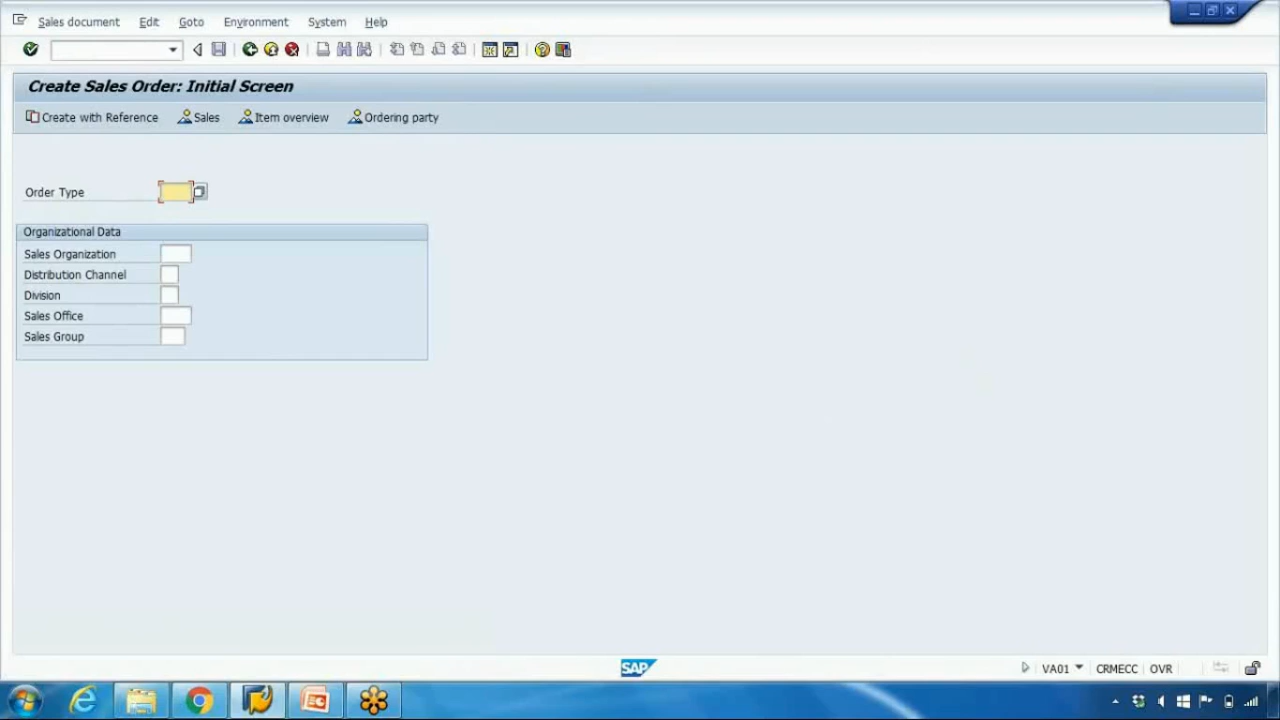 Sales document Edit Goto Environment System Help
Create Sales Order: Initial Screen
Create with Reference Sales Item overview Ordering party
Order Type
Organizational Data
Sales Organization
Distribution Channel
Division
Sales Office
Sales Group
SAP
VA01 CRMECC OVR